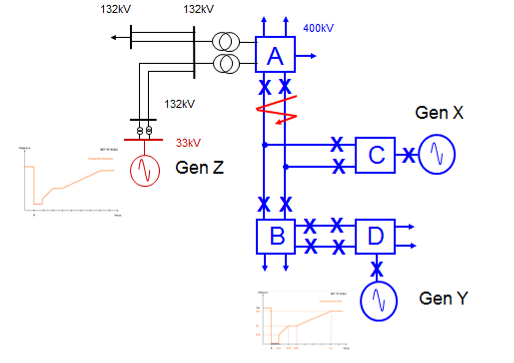 132kV
132kV
400kV
A
132kV
Gen X
33kV
C
Gen Z
B
D
Gen Y